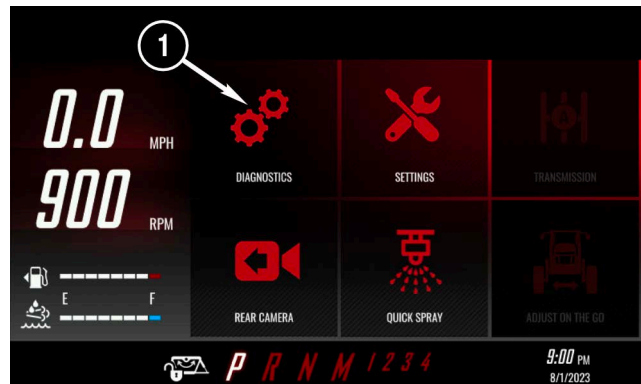 1
0.0 MPH
DIAGNOSTICS
SETTINGS
TRANSMISSION
900 RPM
E F
REAR CAMERA
QUICK SPRAY
ADJUST ON THE GO
P R N M 1 2 3 4
9:00 PM
8/1/2023